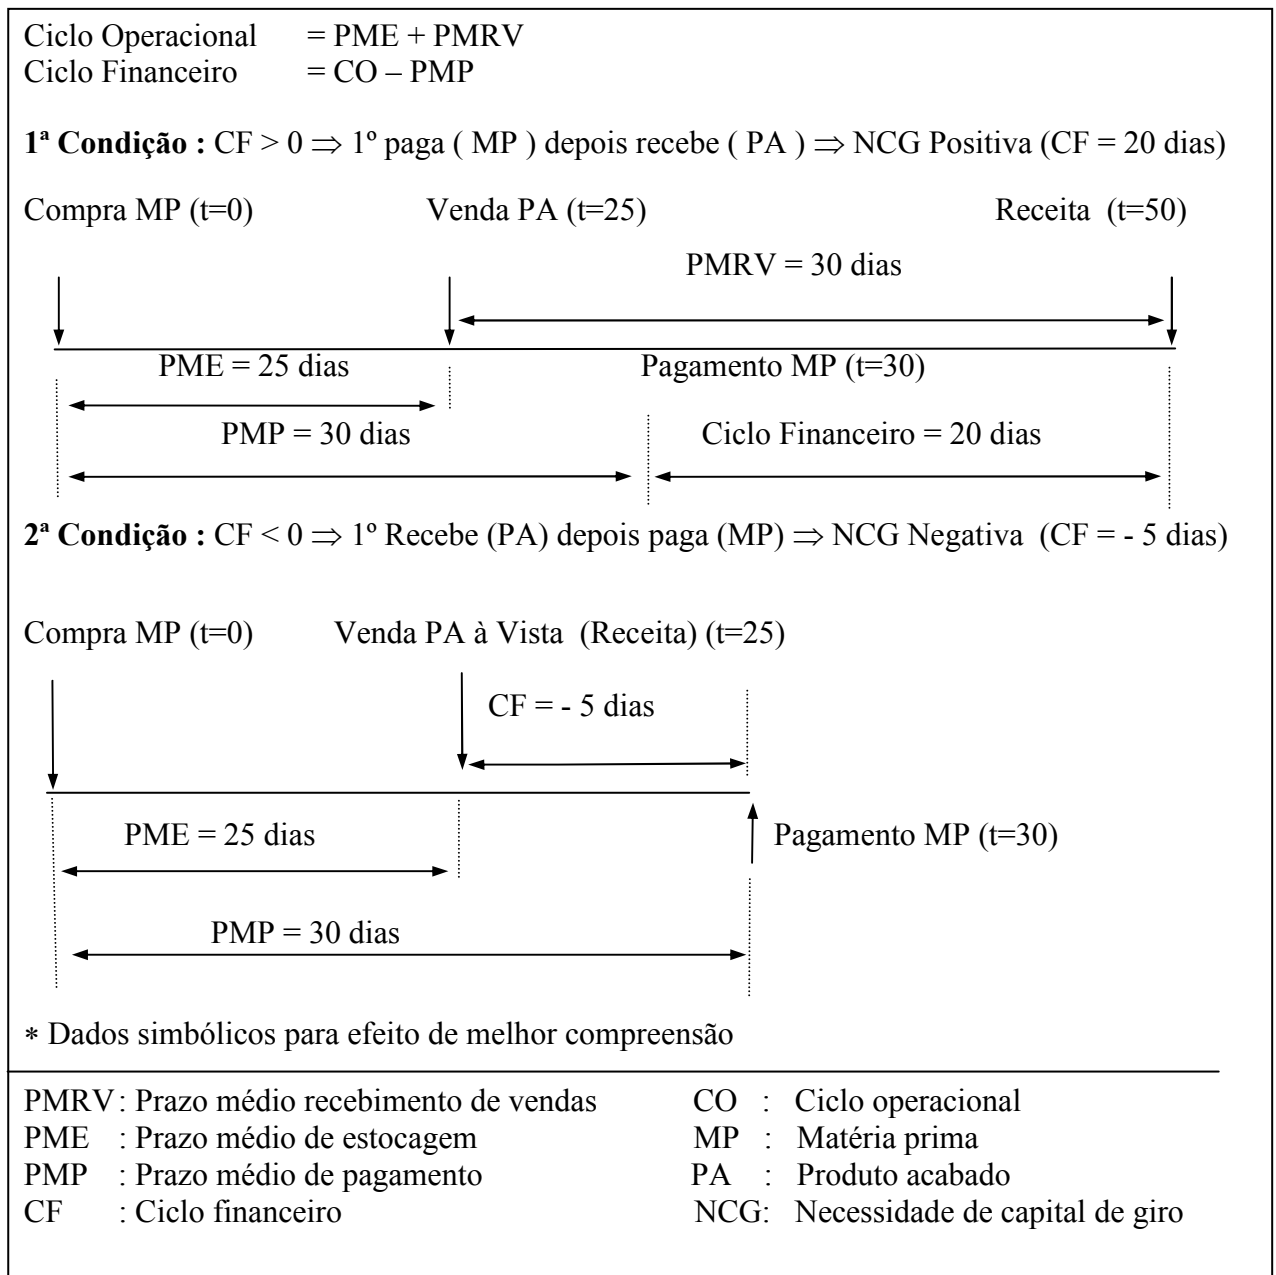 Ciclo Operacional = PME + PMRV
Ciclo Financeiro = CO – PMP
1ª Condição : CF > 0 ⇒ 1º paga ( MP ) depois recebe ( PA ) ⇒ NCG Positiva (CF = 20 dias)
Compra MP (t=0) Venda PA (t=25) Receita (t=50)
PMRV = 30 dias
PME = 25 dias Pagamento MP (t=30)
PMP = 30 dias Ciclo Financeiro = 20 dias
2ª Condição : CF < 0 ⇒ 1º Recebe (PA) depois paga (MP) ⇒ NCG Negativa (CF = - 5 dias)
Compra MP (t=0) Venda PA à Vista (Receita) (t=25)
CF = - 5 dias
PME = 25 dias Pagamento MP (t=30)
PMP = 30 dias
∗ Dados simbólicos para efeito de melhor compreensão
PMRV : Prazo médio recebimento de vendas CO : Ciclo operacional
PME : Prazo médio de estocagem MP : Matéria prima
PMP : Prazo médio de pagamento PA : Produto acabado
CF : Ciclo financeiro NCG: Necessidade de capital de giro